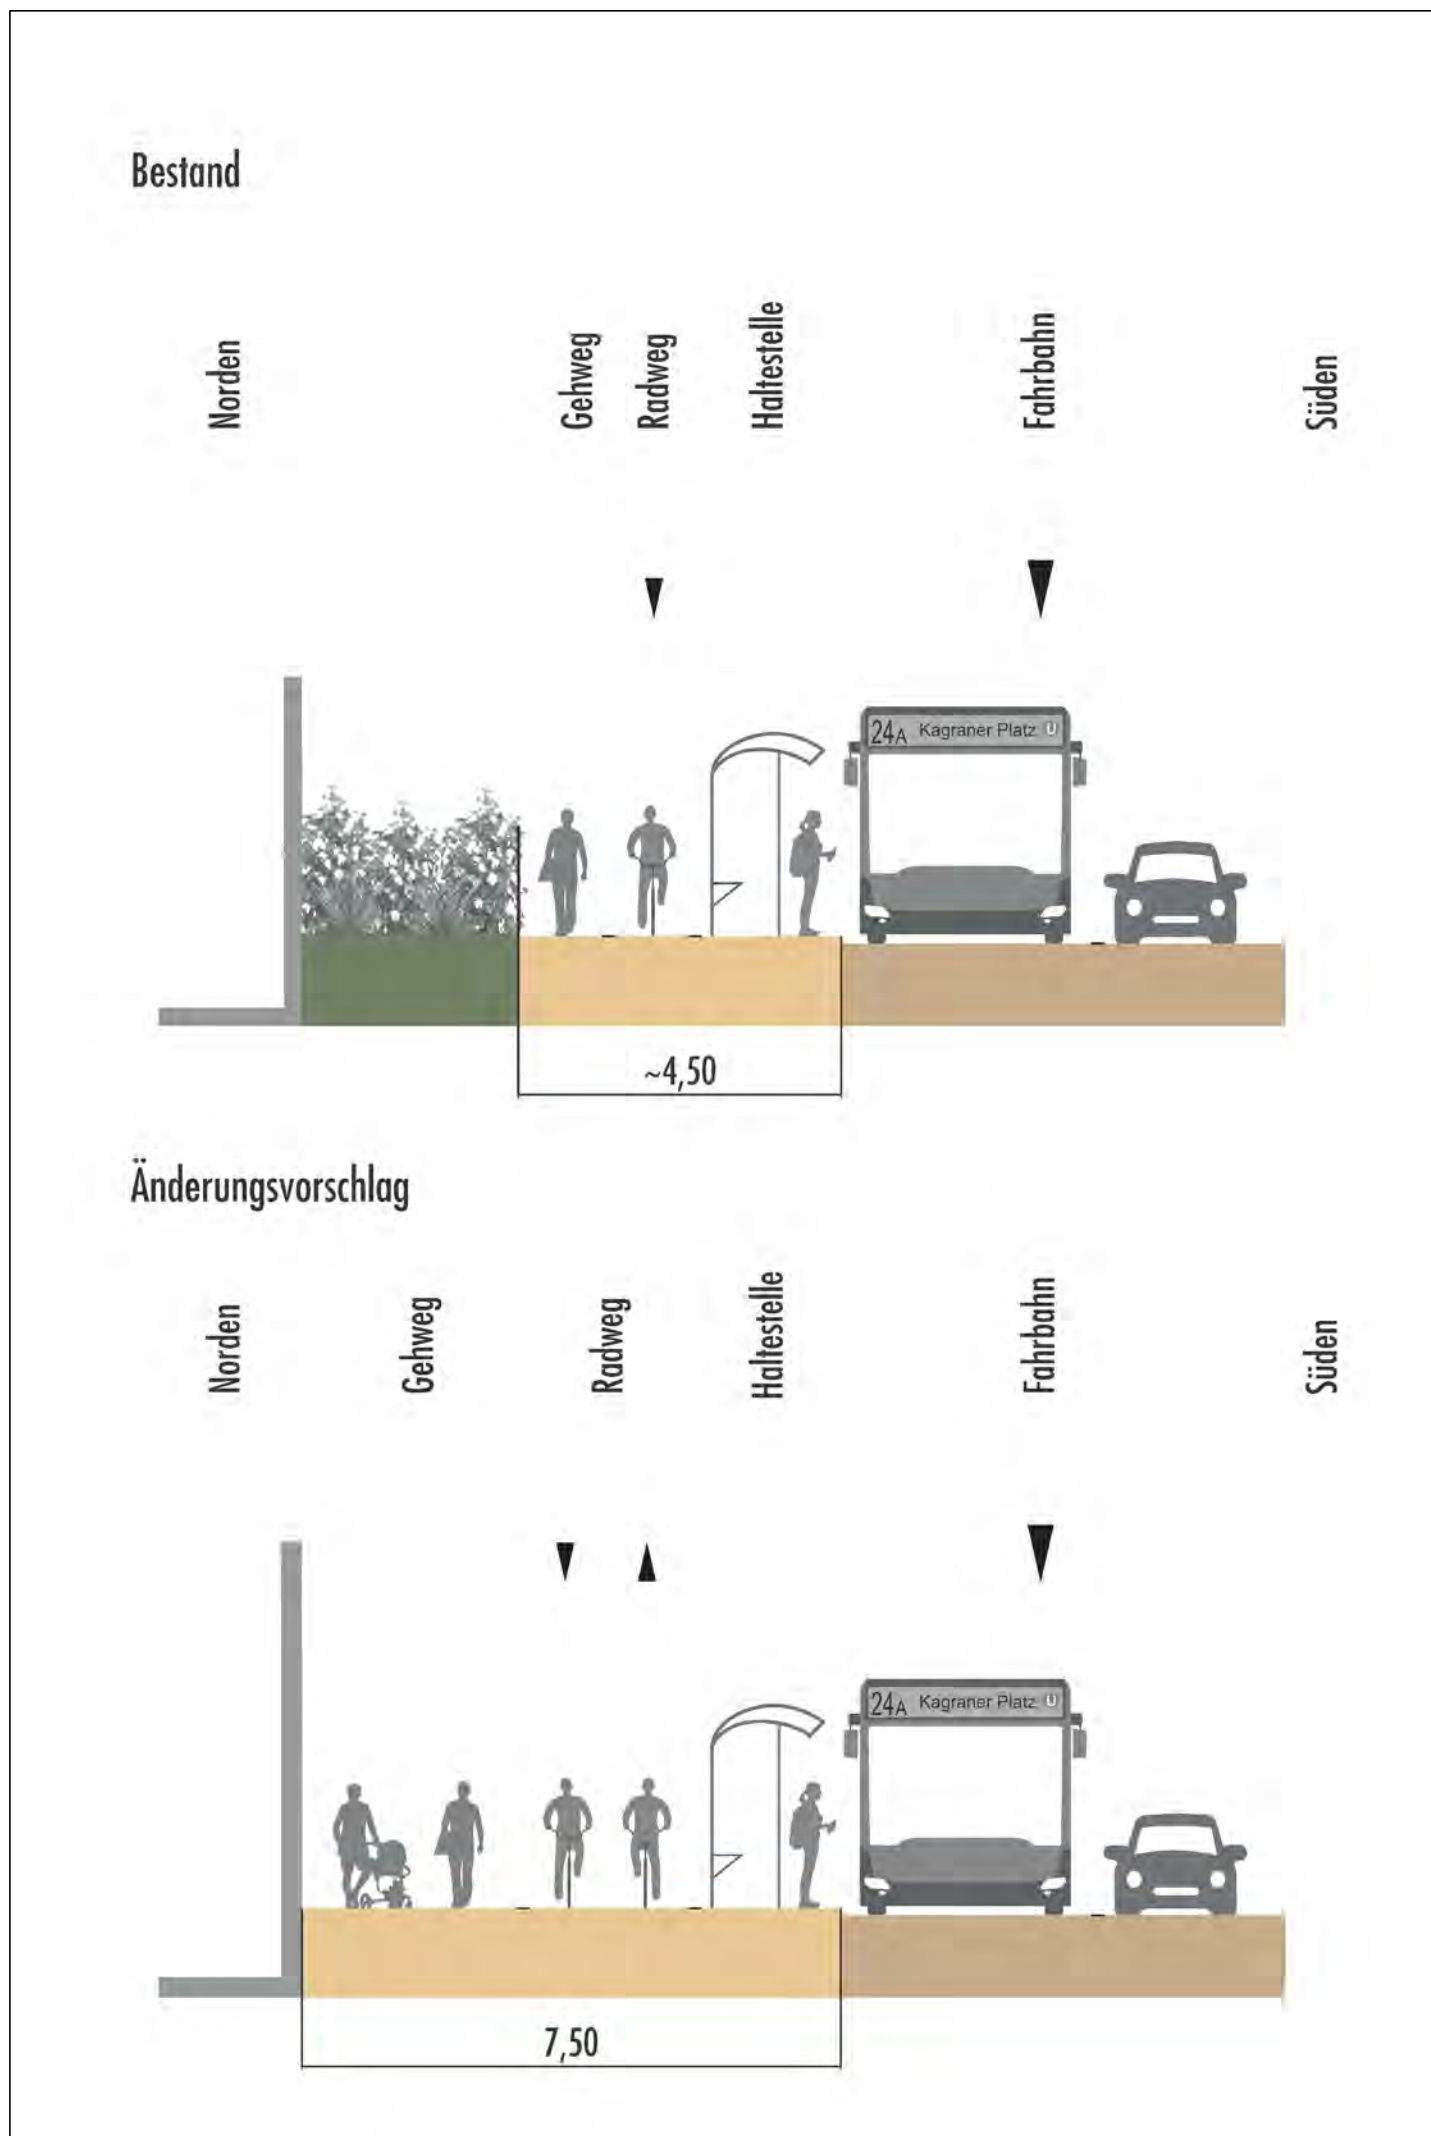 Bestand
Norden
Gehweg
Radweg
Haltestelle
Fahrbahn
Süden
24A Kagraner Platz U
~4,50
Änderungsvorschlag
Norden
Gehweg
Radweg
Haltestelle
Fahrbahn
Süden
24A Kagraner Platz U
7,50